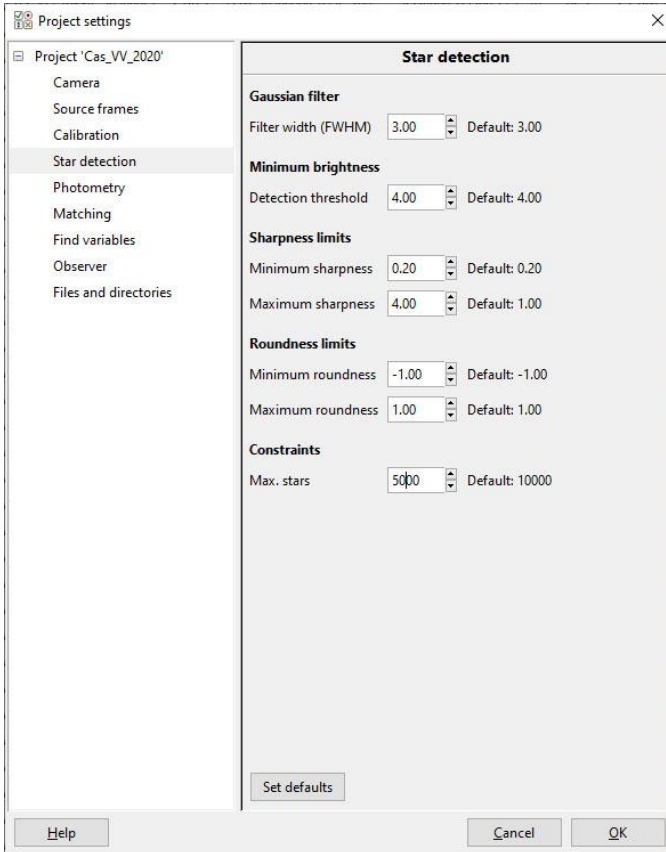 Project settings
Project 'Cas_VV_2020'
Camera
Source frames
Calibration
Star detection
Photometry
Matching
Find variables
Observer
Files and directories
Star detection
Gaussian filter
Filter width (FWHM) 3.00 Default: 3.00
Minimum brightness
Detection threshold 4.00 Default: 4.00
Sharpness limits
Minimum sharpness 0.20 Default: 0.20
Maximum sharpness 4.00 Default: 1.00
Roundness limits
Minimum roundness -1.00 Default: -1.00
Maximum roundness 1.00 Default: 1.00
Constraints
Max. stars 5000 Default: 10000
Set defaults
Help Cancel OK